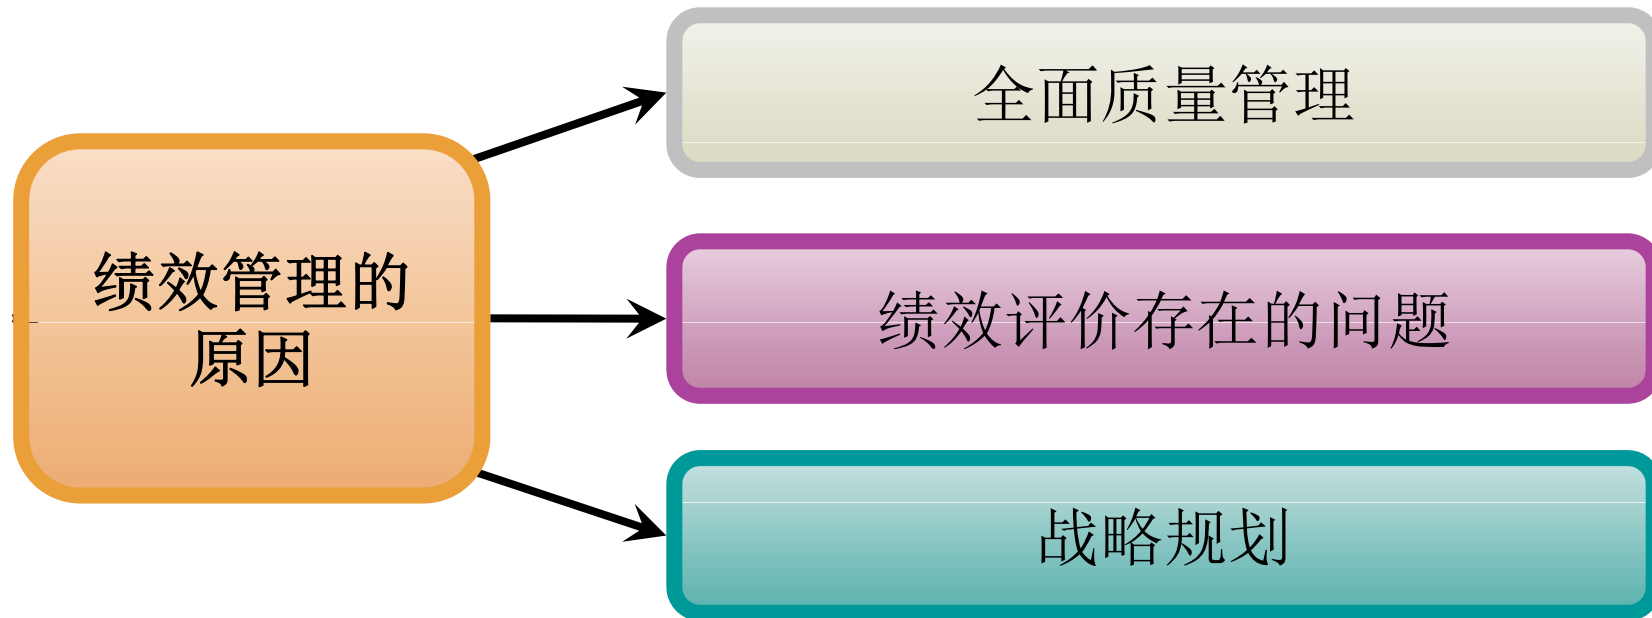 全面质量管理
绩效管理的
原因
绩效评价存在的问题
战略规划